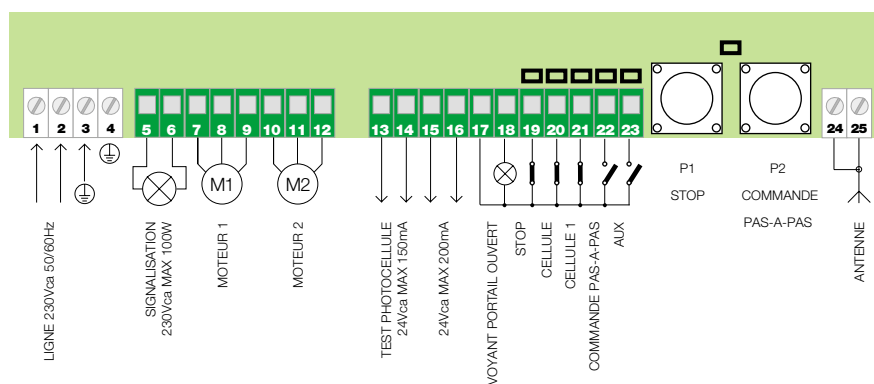 1 2 3 4 5 6 7 8 9 10 11 12 13 14 15 16 17 18 19 20 21 22 23 24 25
M1
M2
P1
STOP
P2
COMMANDE
PAS-A-PAS
LIGNE 230Vca 50/60Hz
SIGNALISATION
230Vca MAX 100W
MOTEUR 1
MOTEUR 2
TEST PHOTOCELLULE
24Vca MAX 150mA
24Vca MAX 200mA
VOYANT PORTAIL OUVERT
STOP
CELLULE
CELLULE 1
COMMANDE PAS-A-PAS
AUX
ANTENNE